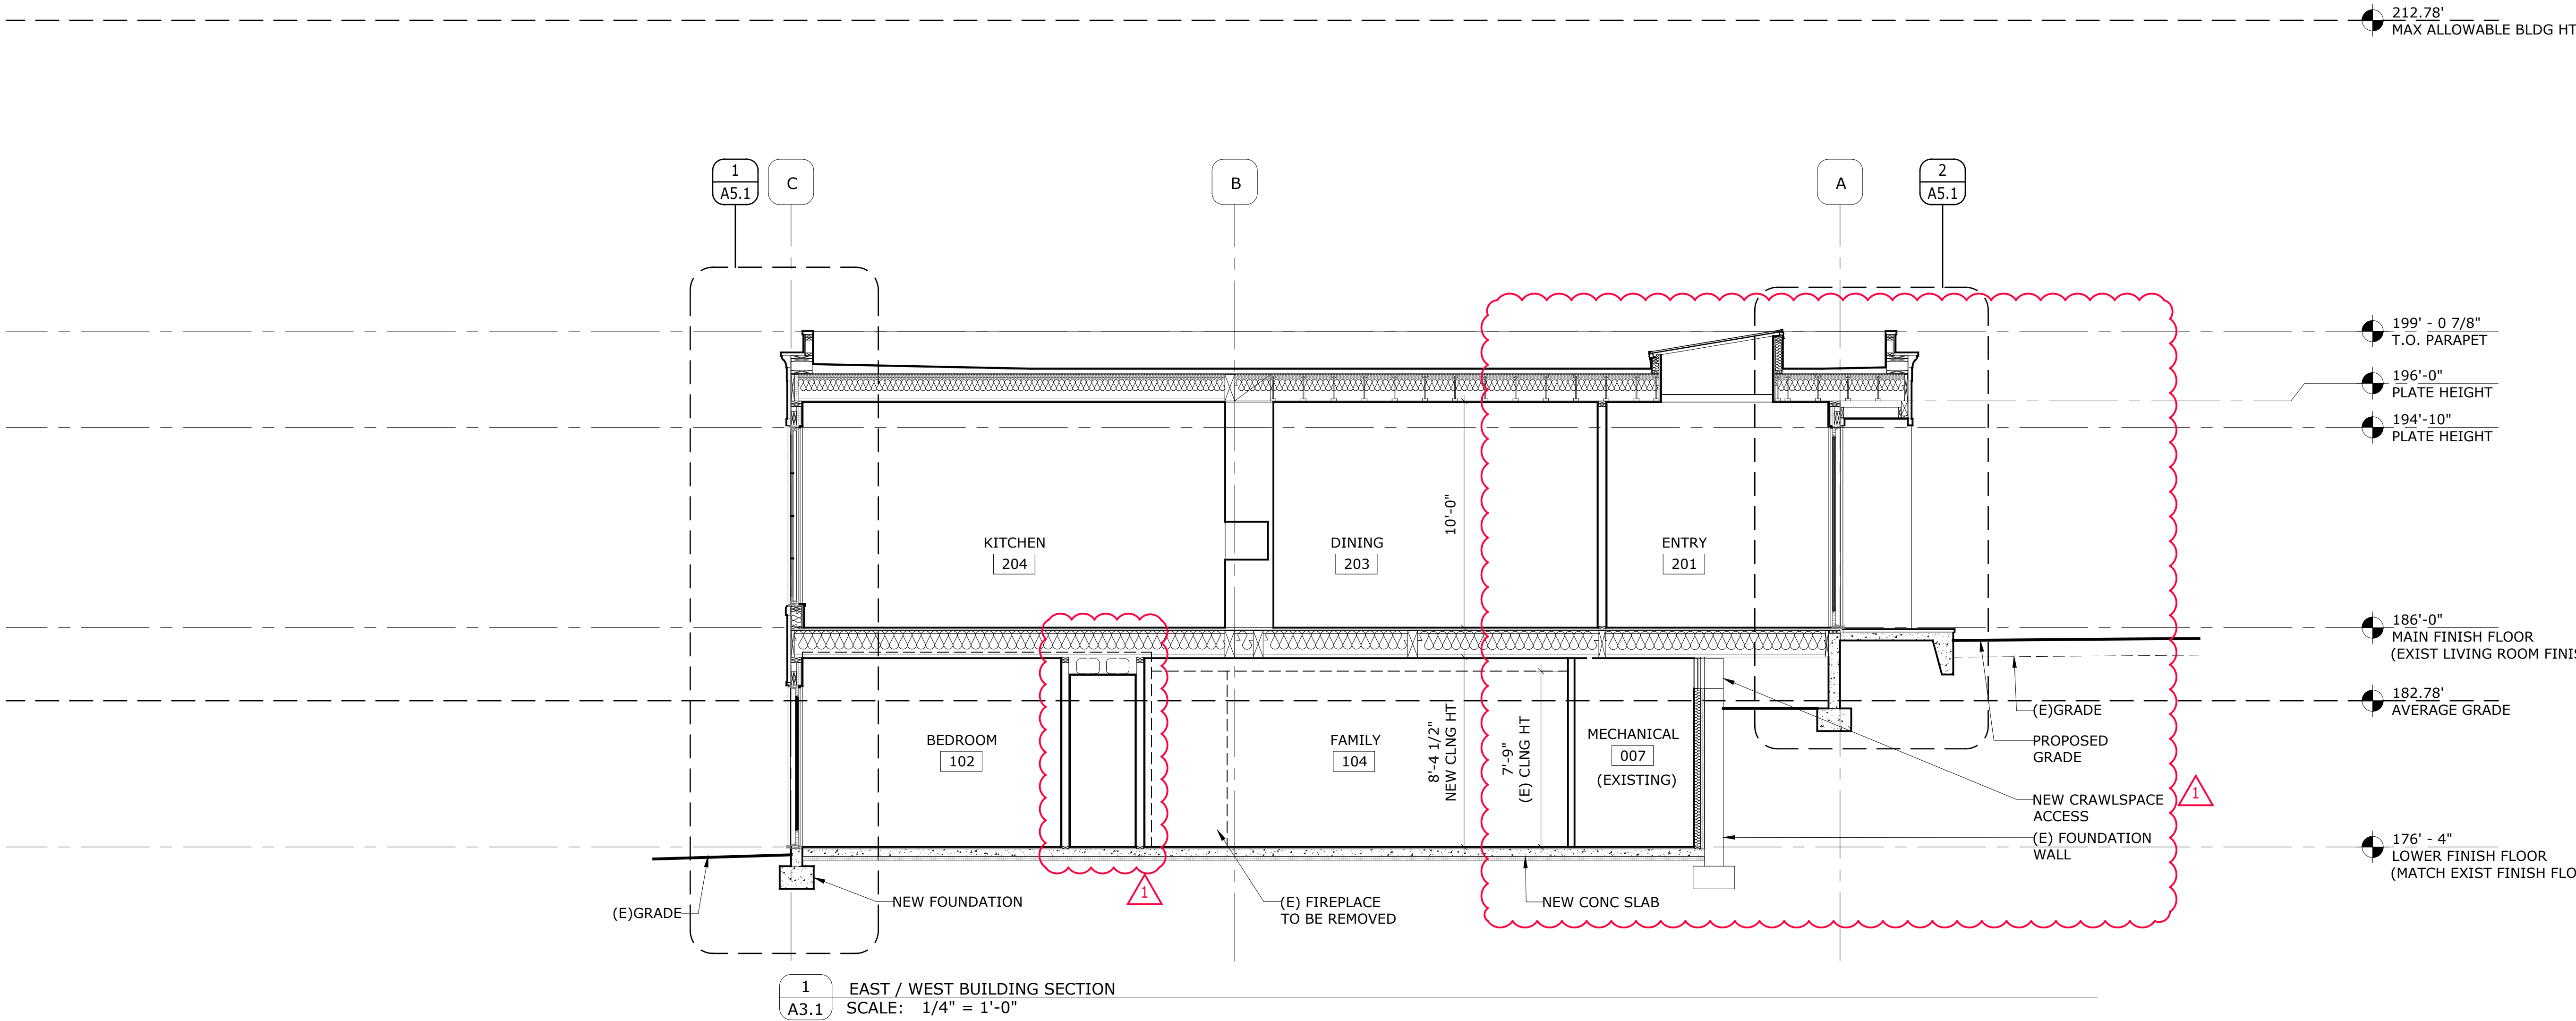 212.78'
MAX ALLOWABLE BLDG HT
1
A5.1
C
B
A
2
A5.1
199' - 0 7/8"
T.O. PARAPET
196'-0"
PLATE HEIGHT
194'-10"
PLATE HEIGHT
10'-0"
KITCHEN
204
DINING
203
ENTRY
201
186'-0"
MAIN FINISH FLOOR
(EXIST LIVING ROOM FINIS
182.78'
AVERAGE GRADE
(E)GRADE
PROPOSED
GRADE
BEDROOM
102
FAMILY
104
8'-4 1/2"
NEW CLNG HT
7'-9"
(E) CLNG HT
MECHANICAL
007
(EXISTING)
NEW CRAWLSPACE
ACCESS
1
(E) FOUNDATION
WALL
176' - 4"
LOWER FINISH FLOOR
(MATCH EXIST FINISH FLO
(E)GRADE
NEW FOUNDATION
1
(E) FIREPLACE
TO BE REMOVED
NEW CONC SLAB
1
A3.1
EAST / WEST BUILDING SECTION
SCALE: 1/4" = 1'-0"